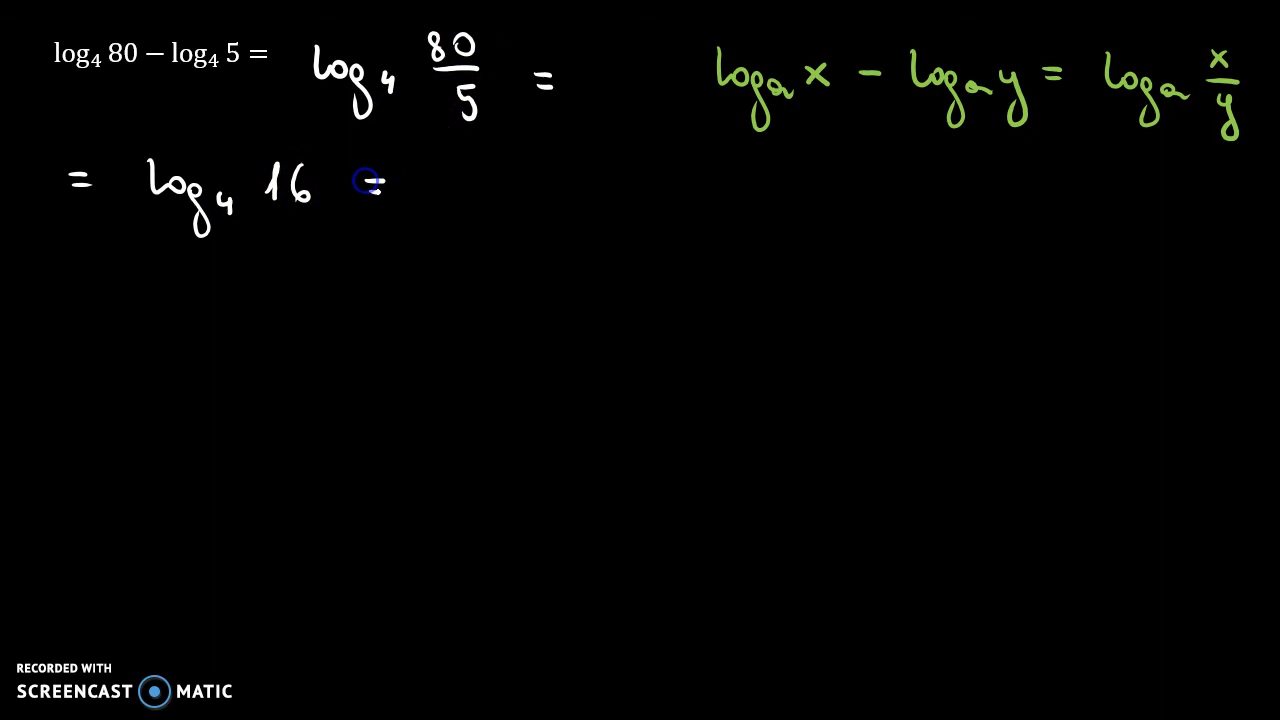 log₄ 80 − log₄ 5 = log₄ 80/5 =
logₐ x − logₐ y = logₐ x/y
= log₄ 16 =
RECORDED WITH
SCREENCAST MATIC